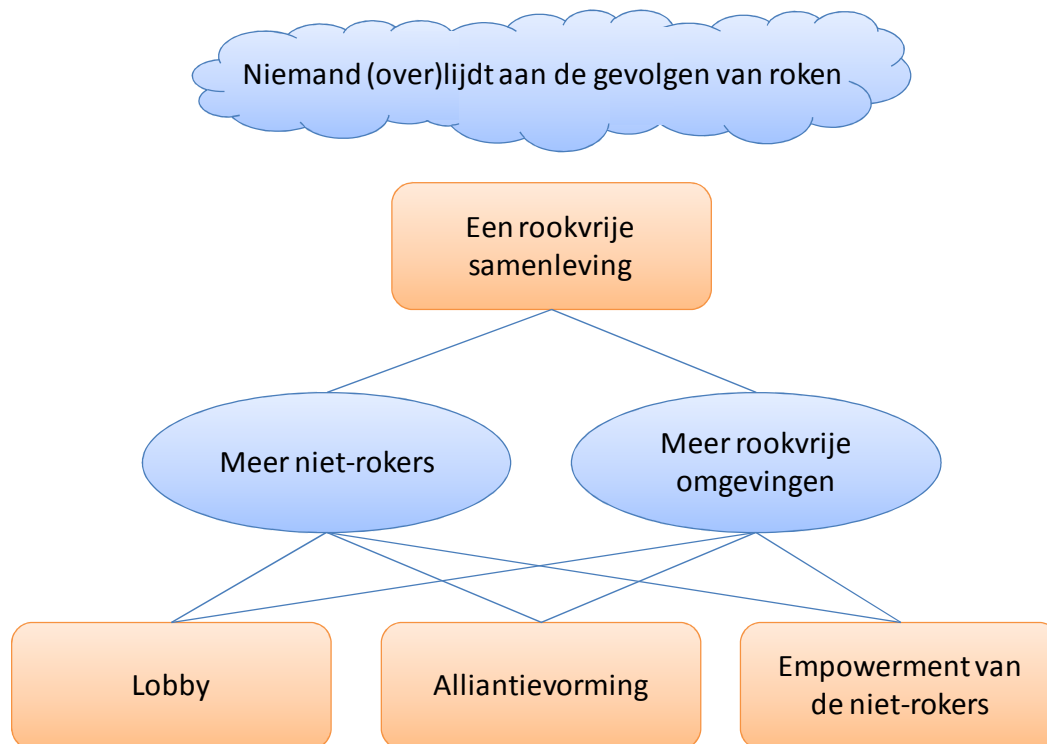 Niemand (over)lijdt aan de gevolgen van roken
Een rookvrije
samenleving
Meer niet-rokers
Meer rookvrije
omgevingen
Lobby
Alliantievorming
Empowerment van
de niet-rokers